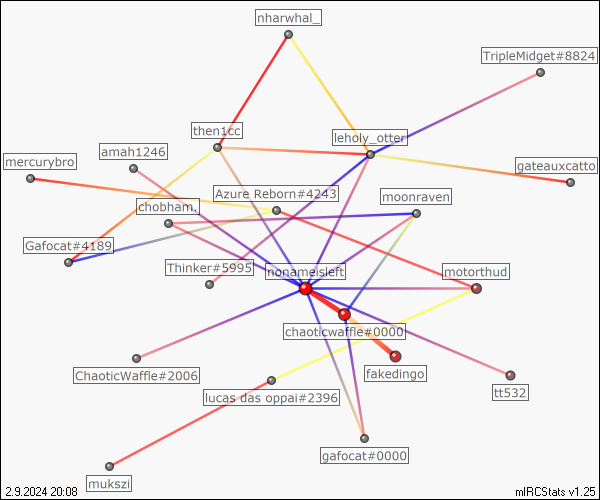 nharwhal_
TripleMidget#8824
then1cc
leholy_otter
amah1246
mercurybro
gateauxcatto
Azure Reborn#4243
moonraven
chobham.
Gafocat#4189
Thinker#5995
nonameisleft
motorthud
chaoticwaffle#0000
fakedingo
ChaoticWaffle#2006
tt532
lucas das oppai#2396
gafocat#0000
mukszi
2.9.2024 20:08
mIRCStats v1.25